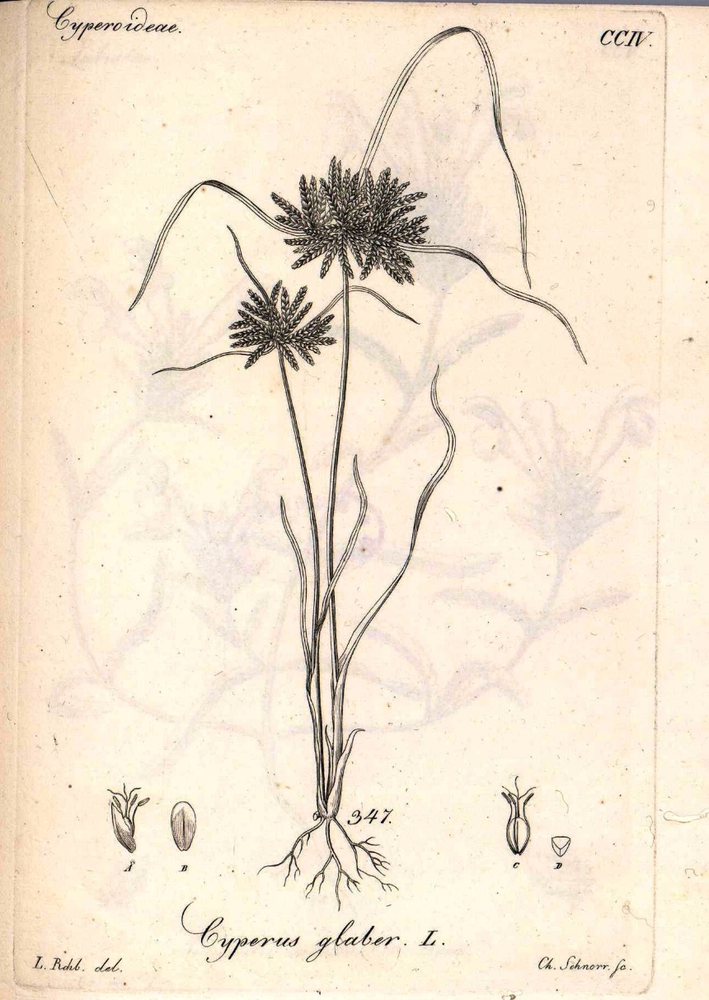 Cyperoideae.
CCIV.
347.
A
B
C
D
Cyperus glaber. L.
L. Rchb. del.
Ch. Schnorr. sc.